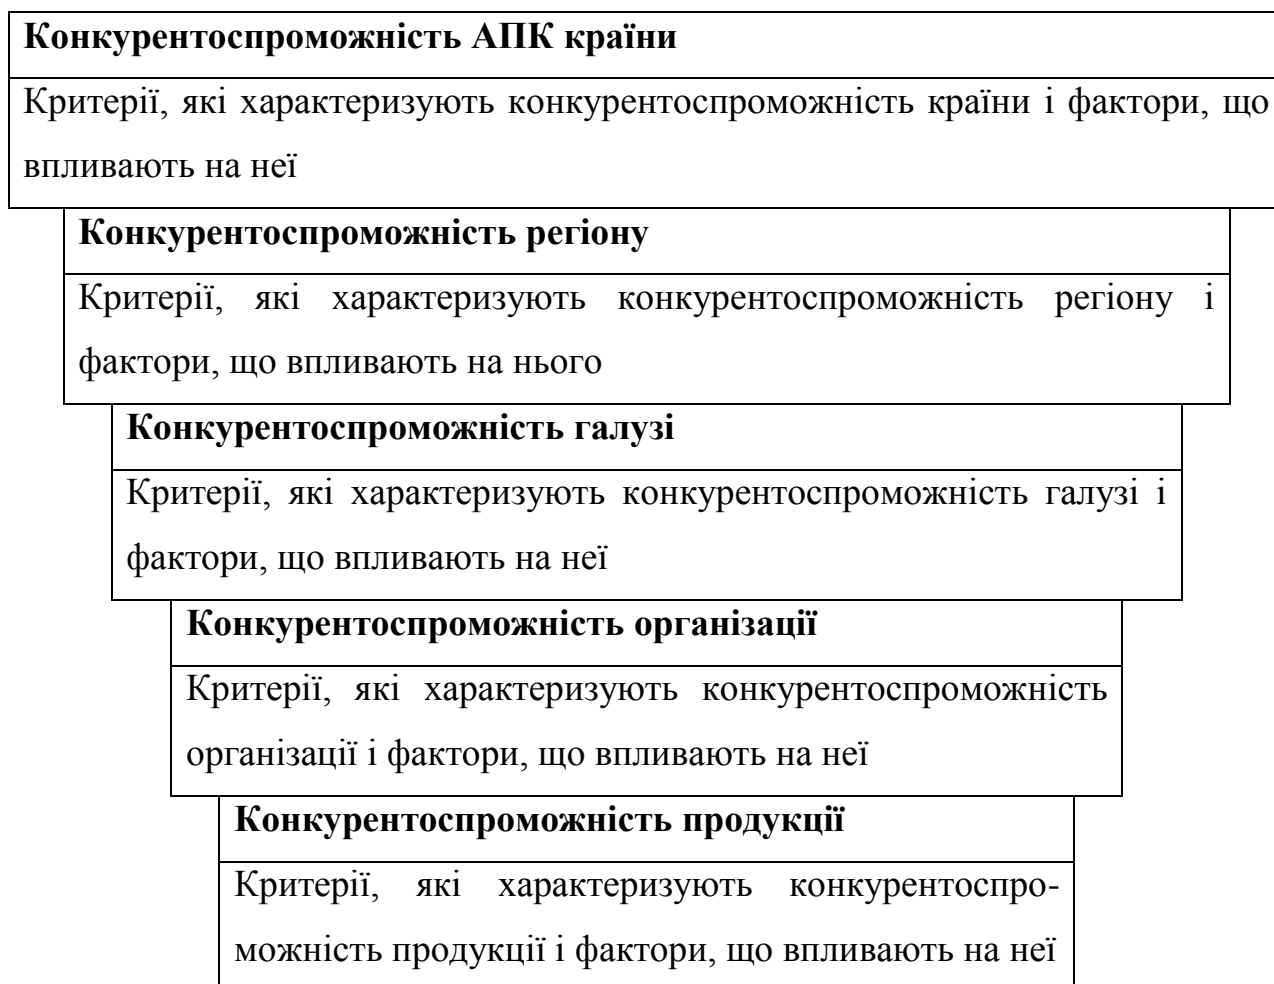 Конкурентоспроможність АПК країни
Критерії, які характеризують конкурентоспроможність країни і фактори, що
впливають на неї
Конкурентоспроможність регіону
Критерії, які характеризують конкурентоспроможність регіону і
фактори, що впливають на нього
Конкурентоспроможність галузі
Критерії, які характеризують конкурентоспроможність галузі і
фактори, що впливають на неї
Конкурентоспроможність організації
Критерії, які характеризують конкурентоспроможність
організації і фактори, що впливають на неї
Конкурентоспроможність продукції
Критерії, які характеризують конкурентоспро-
можність продукції і фактори, що впливають на неї